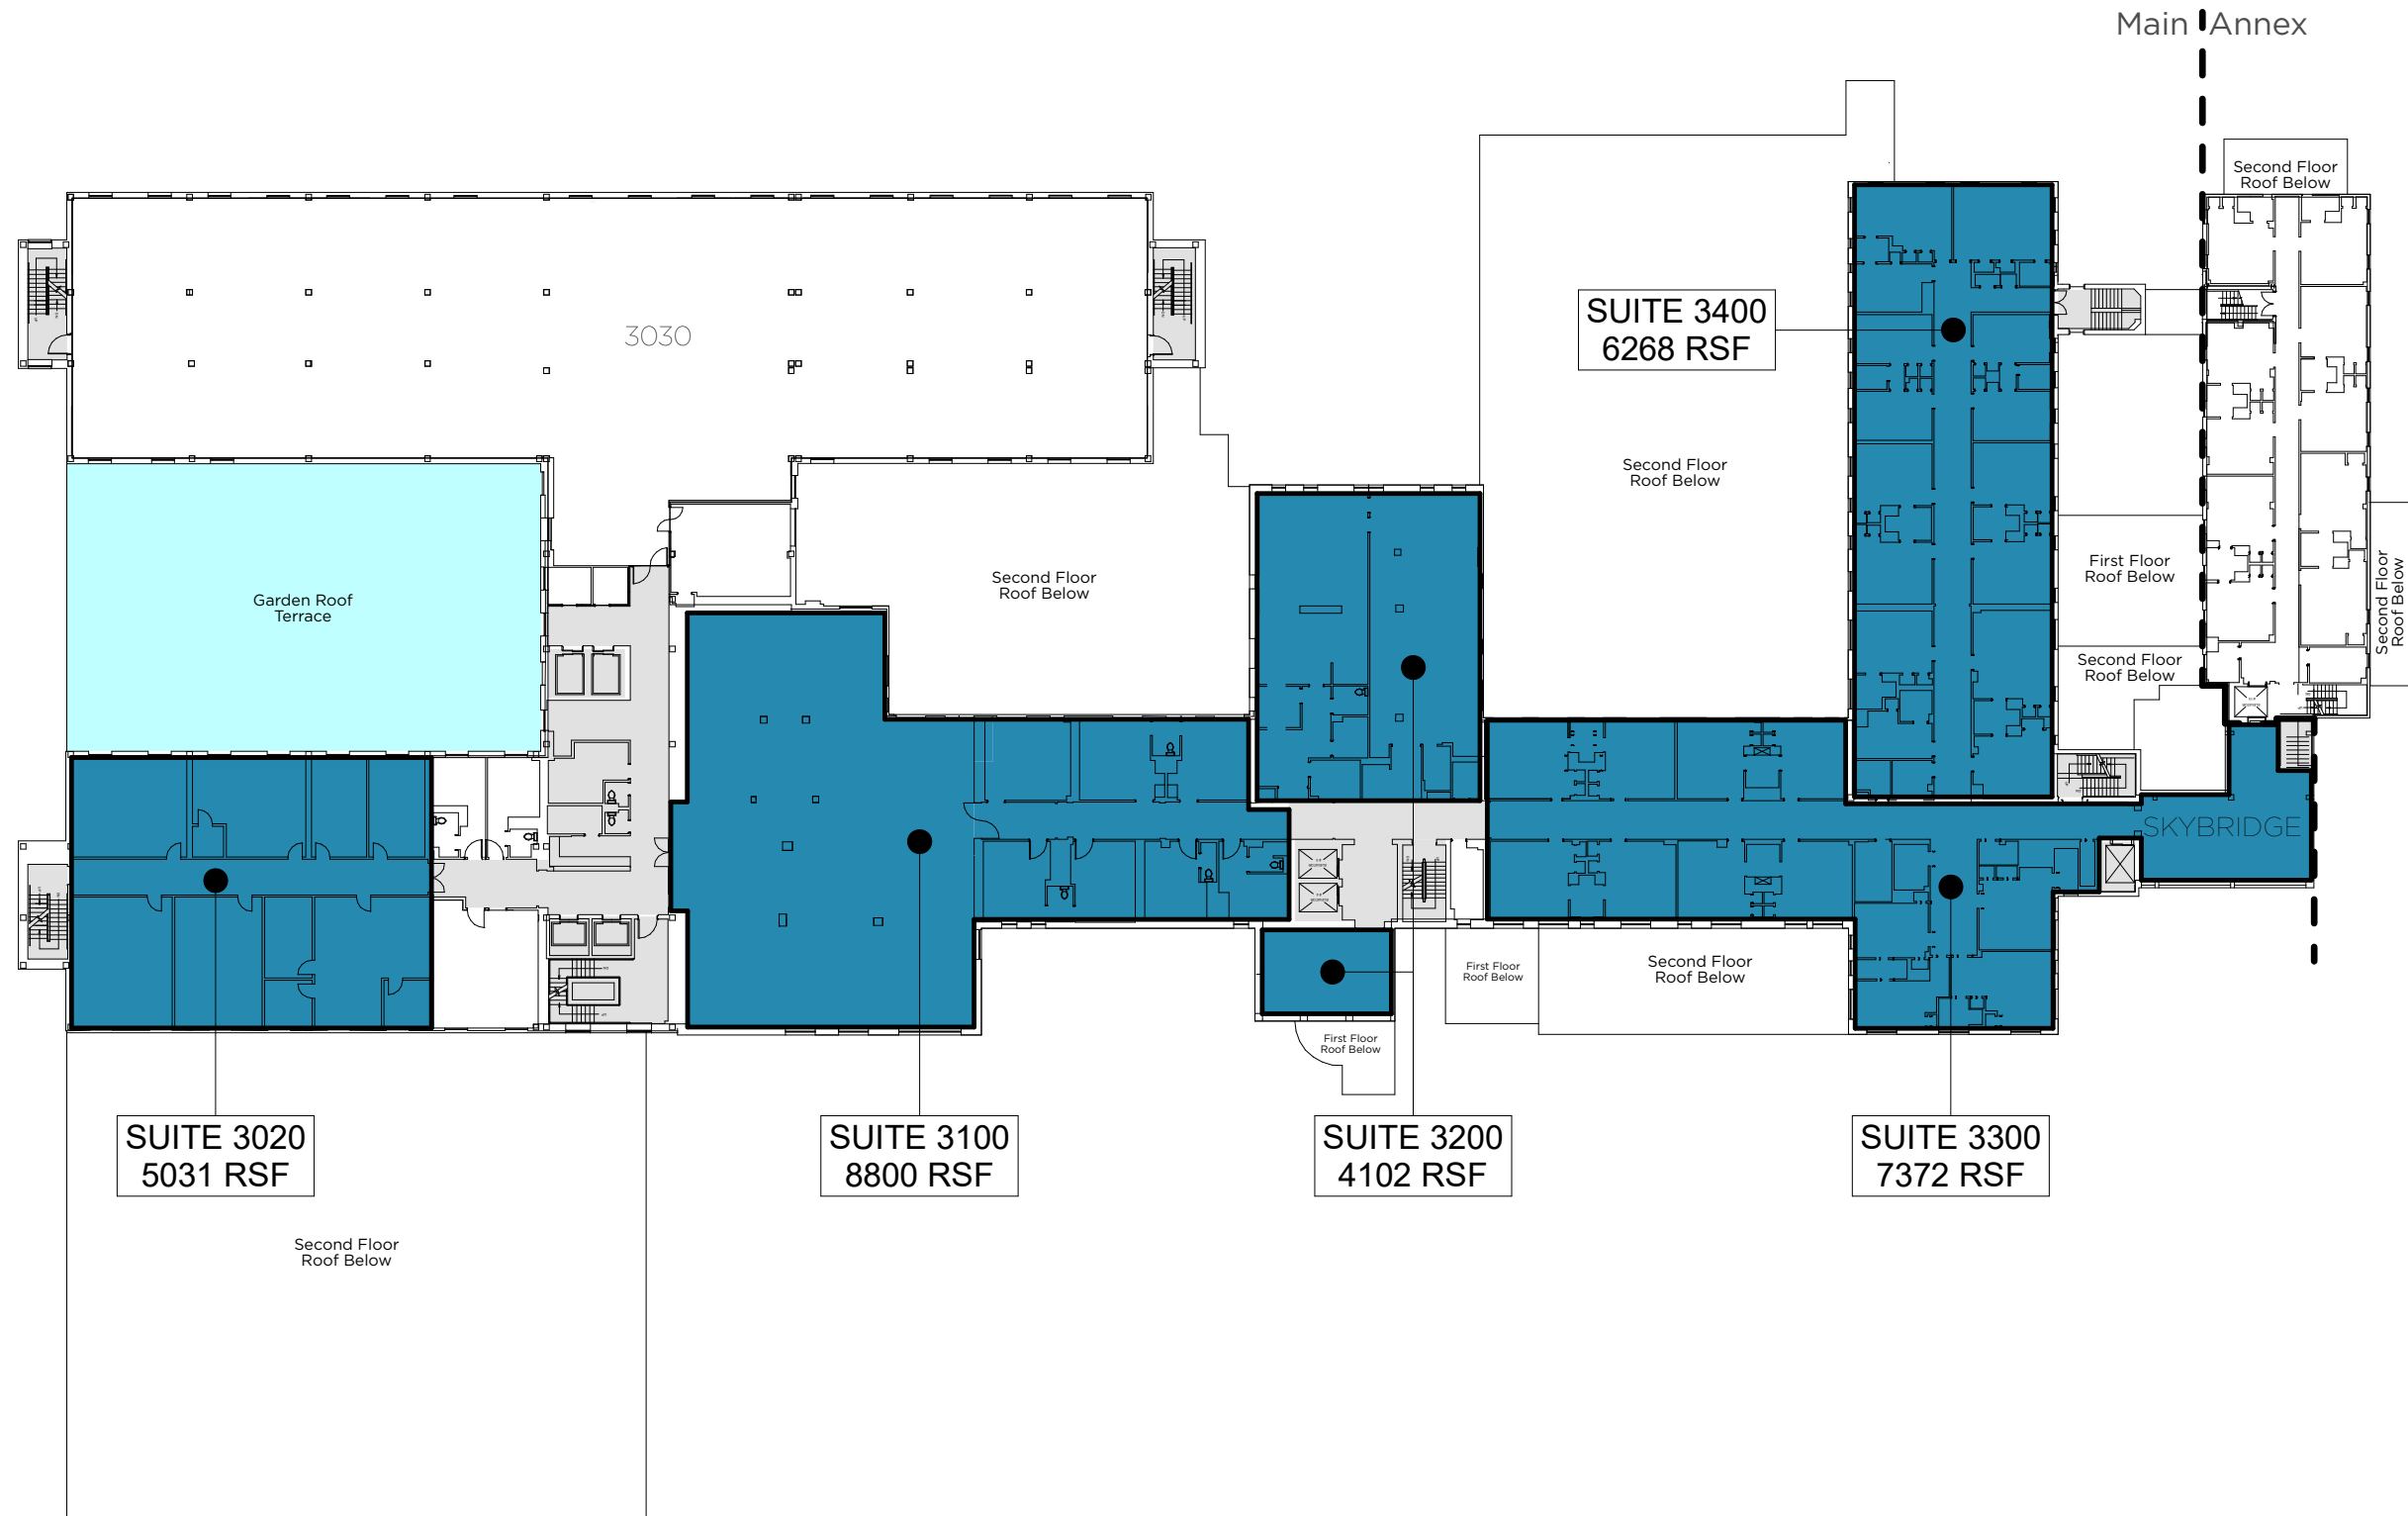 Main Annex
Second Floor
Roof Below
SUITE 3400
6268 RSF
3030
Second Floor
Roof Below
First Floor
Roof Below
Second Floor
Roof Below
Second Floor
Roof Below
Garden Roof
Terrace
Second Floor
Roof Below
SKYBRIDGE
First Floor
Roof Below
Second Floor
Roof Below
First Floor
Roof Below
SUITE 3020
5031 RSF
SUITE 3100
8800 RSF
SUITE 3200
4102 RSF
SUITE 3300
7372 RSF
Second Floor
Roof Below